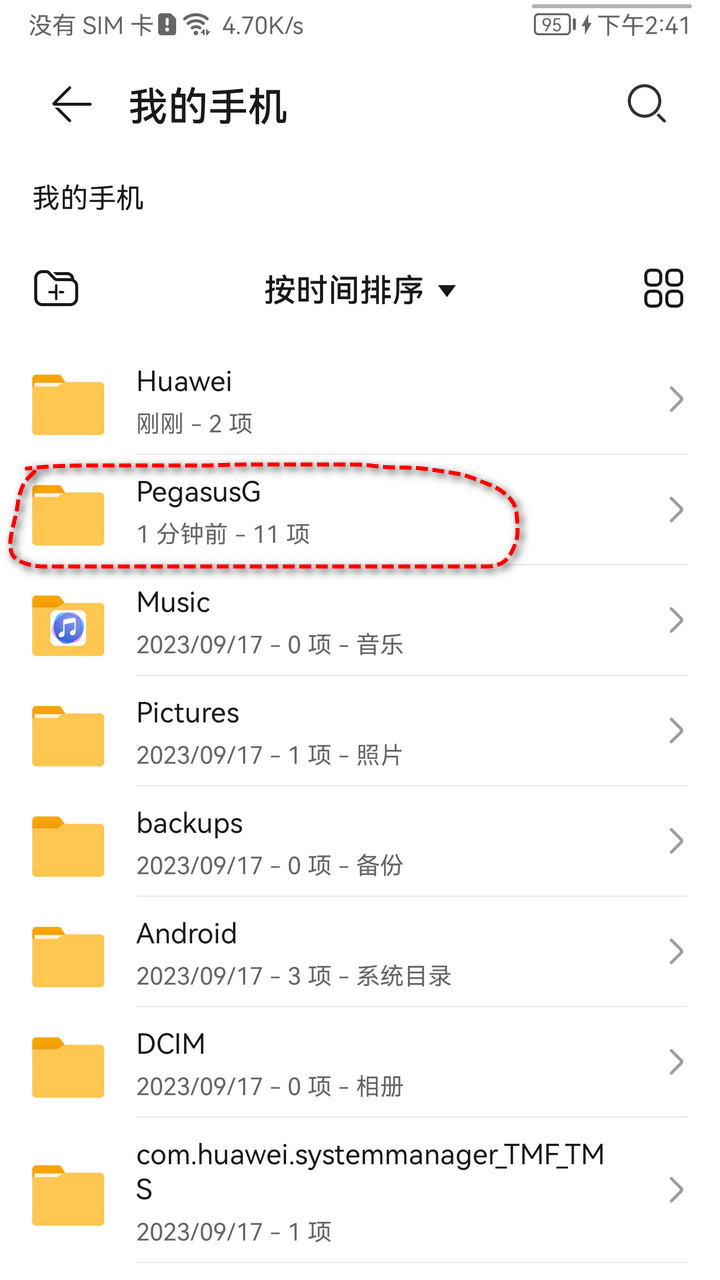 没有 SIM 卡 4.70K/s 95 下午2:41
我的手机
我的手机
按时间排序
Huawei
刚刚 – 2 项
PegasusG
1 分钟前 – 11 项
Music
2023/09/17 – 0 项 – 音乐
Pictures
2023/09/17 – 1 项 – 照片
backups
2023/09/17 – 0 项 – 备份
Android
2023/09/17 – 3 项 – 系统目录
DCIM
2023/09/17 – 0 项 – 相册
com.huawei.systemmanager_TMF_TM
S
2023/09/17 – 1 项